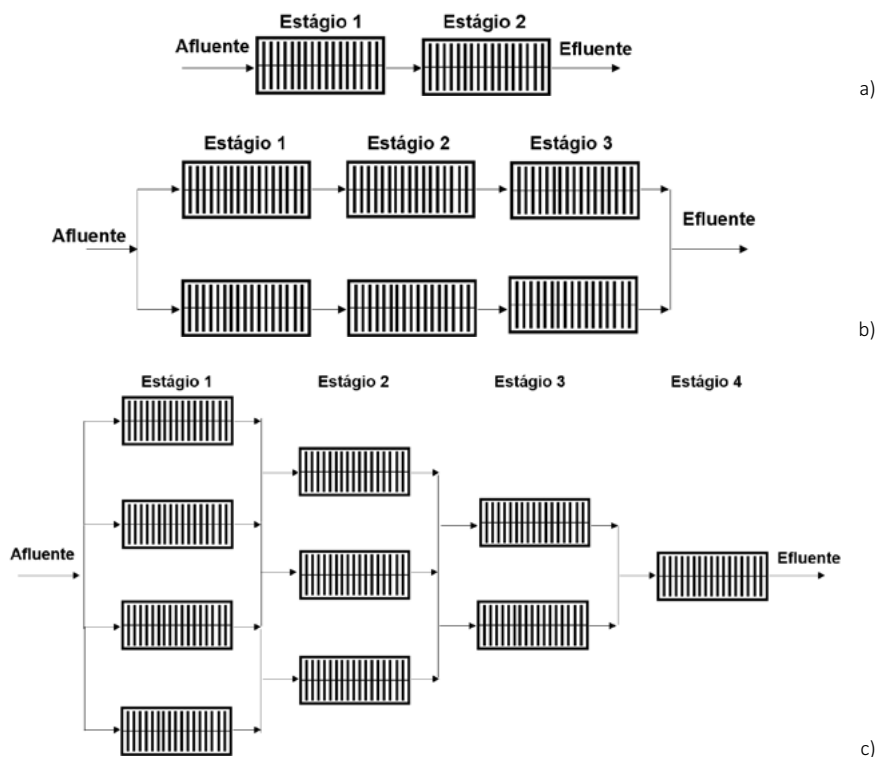 Estágio 1 Estágio 2
Afluente Efluente
a)
Estágio 1 Estágio 2 Estágio 3
Afluente Efluente
b)
Estágio 1 Estágio 2 Estágio 3 Estágio 4
Afluente Efluente
c)